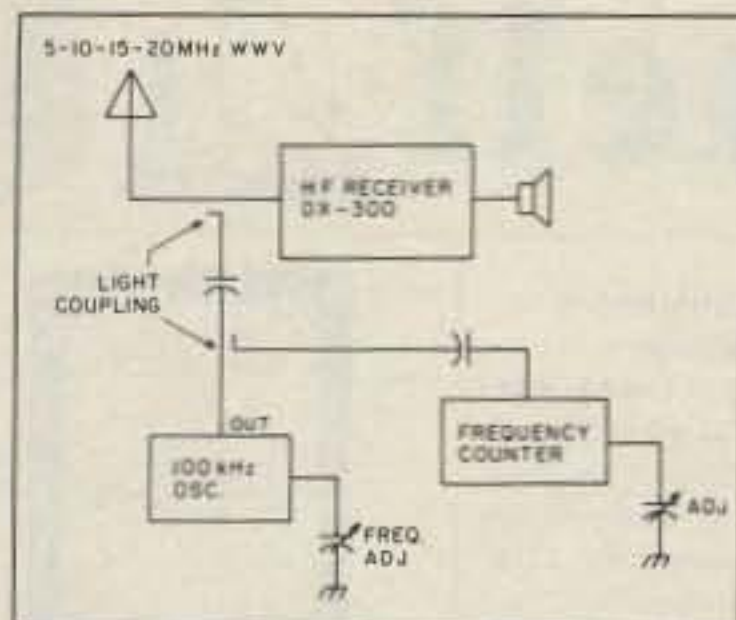 5-10-15-20MHz WWV
HF RECEIVER
DX-300
LIGHT
COUPLING
OUT
100 kHz
OSC.
FREQ.
ADJ
FREQUENCY
COUNTER
ADJ